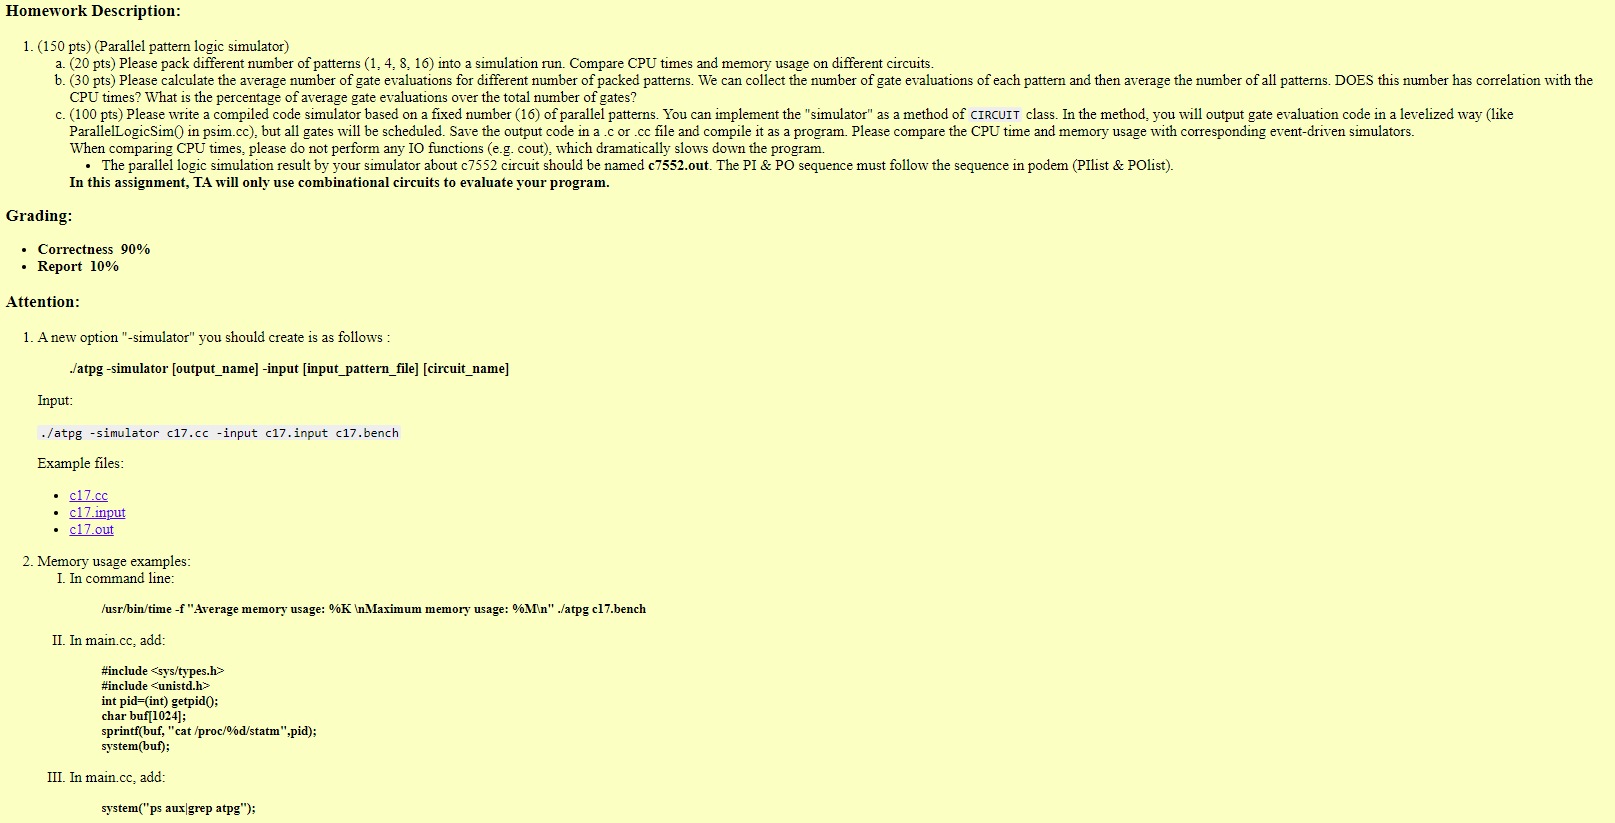 Homework Description:
1. (150 pts) (Parallel pattern logic simulator)
a. (20 pts) Please pack different number of patterns (1, 4, 8, 16) into a simulation run. Compare CPU times and memory usage on different circuits.
b. (30 pts) Please calculate the average number of gate evaluations for different number of packed patterns. We can collect the number of gate evaluations of each pattern and then average the number of all patterns. DOES this number has correlation with the
CPU times? What is the percentage of average gate evaluations over the total number of gates?
c. (100 pts) Please write a compiled code simulator based on a fixed number (16) of parallel patterns. You can implement the "simulator" as a method of CIRCUIT class. In the method, you will output gate evaluation code in a levelized way (like
ParallelLogicSim() in psim.cc), but all gates will be scheduled. Save the output code in a .c or .cc file and compile it as a program. Please compare the CPU time and memory usage with corresponding event-driven simulators.
When comparing CPU times, please do not perform any IO functions (e.g. cout), which dramatically slows down the program.
• The parallel logic simulation result by your simulator about c7552 circuit should be named c7552.out. The PI & PO sequence must follow the sequence in podem (PIlist & POlist).
In this assignment, TA will only use combinational circuits to evaluate your program.
Grading:
• Correctness 90%
• Report 10%
Attention:
1. A new option "-simulator" you should create is as follows :
./atpg -simulator [output_name] -input [input_pattern_file] [circuit_name]
Input:
./atpg -simulator c17.cc -input c17.input c17.bench
Example files:
• c17.cc
• c17.input
• c17.out
2. Memory usage examples:
I. In command line:
/usr/bin/time -f "Average memory usage: %K \nMaximum memory usage: %M\n" ./atpg c17.bench
II. In main.cc, add:
#include <sys/types.h>
#include <unistd.h>
int pid=(int) getpid();
char buf[1024];
sprintf(buf, "cat /proc/%d/statm",pid);
system(buf);
III. In main.cc, add:
system("ps aux|grep atpg");